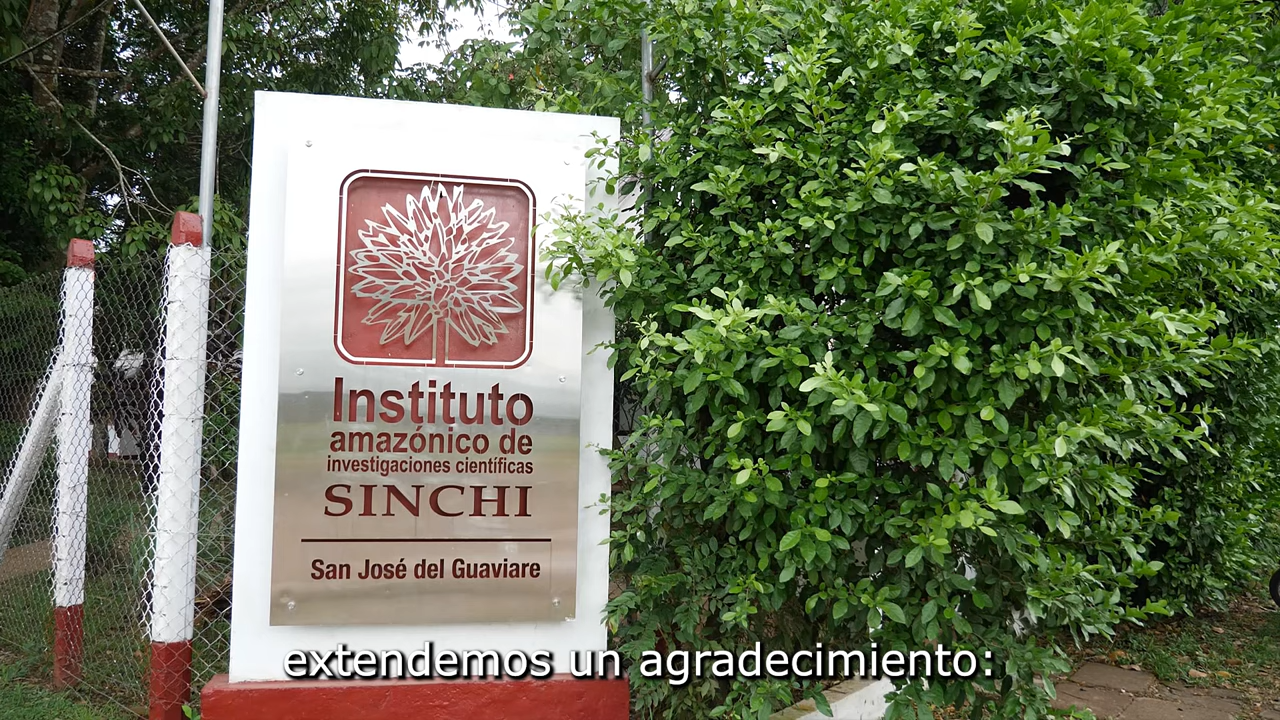 Instituto
amazónico de
investigaciones científicas
SINCHI
San José del Guaviare
extendemos un agradecimiento: